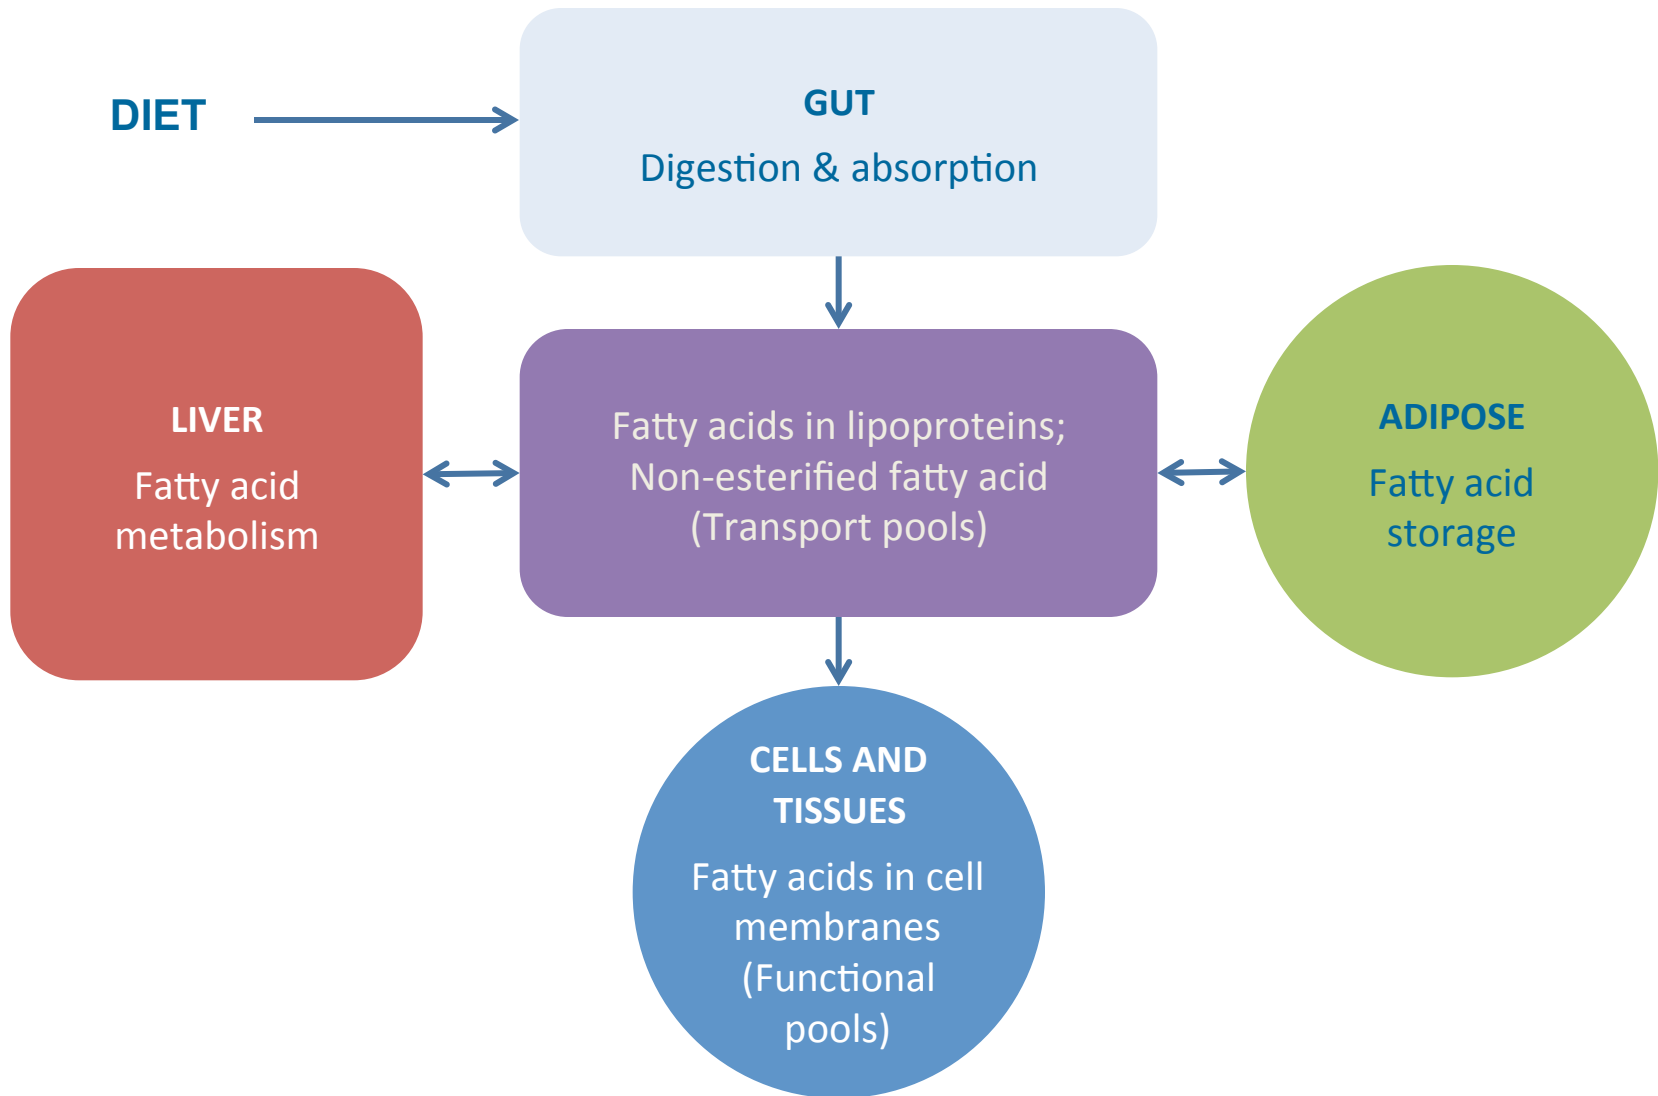 DIET
GUT
Digestion & absorption
LIVER
Fatty acid
metabolism
Fatty acids in lipoproteins;
Non-esterified fatty acid
(Transport pools)
ADIPOSE
Fatty acid
storage
CELLS AND
TISSUES
Fatty acids in cell
membranes
(Functional
pools)